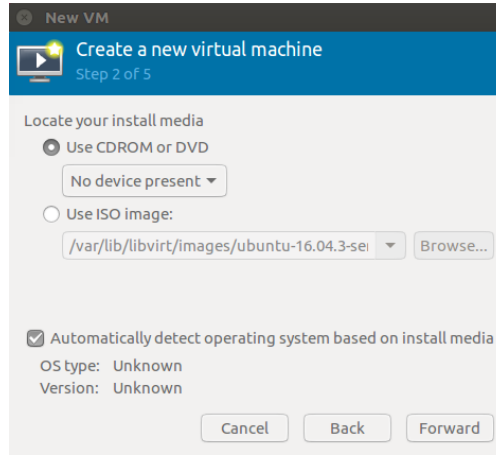 New VM
Create a new virtual machine
Step 2 of 5
Locate your install media
Use CDROM or DVD
No device present
Use ISO image:
/var/lib/libvirt/images/ubuntu-16.04.3-ser Browse...
Automatically detect operating system based on install media
OS type: Unknown
Version: Unknown
Cancel Back Forward